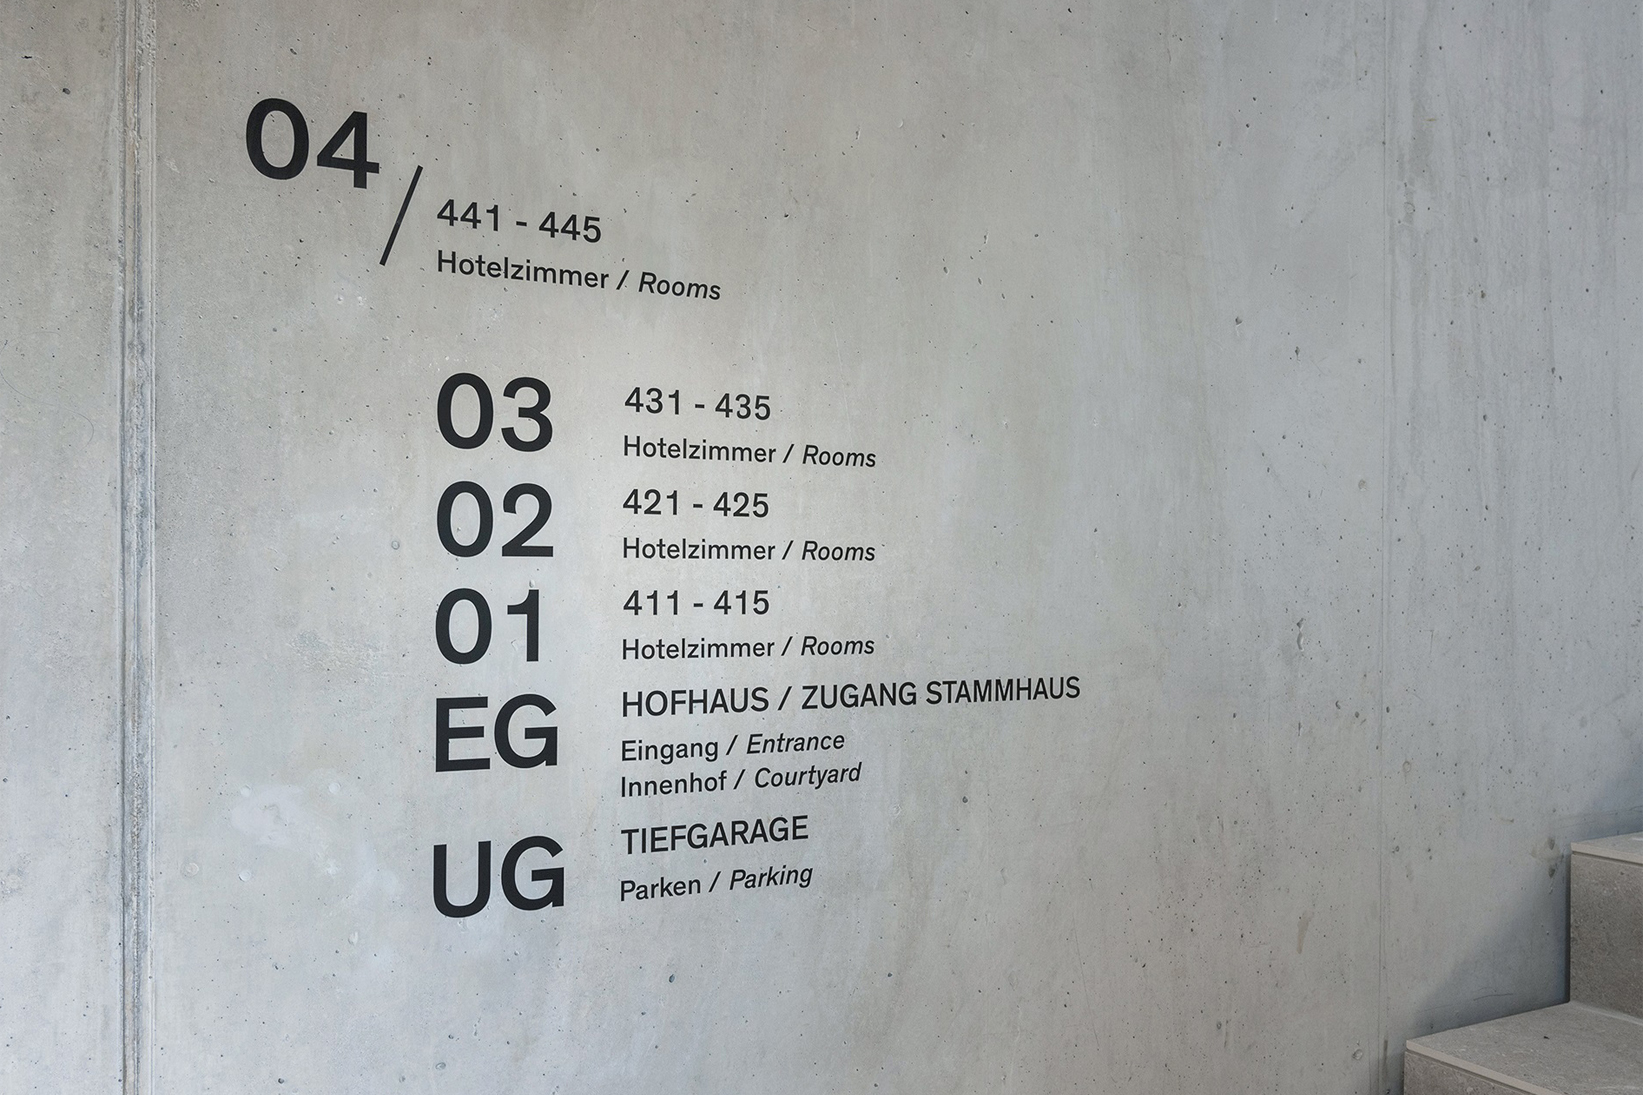 04 /
441 - 445
Hotelzimmer / Rooms
03
431 - 435
Hotelzimmer / Rooms
02
421 - 425
Hotelzimmer / Rooms
01
411 - 415
Hotelzimmer / Rooms
EG
HOFHAUS / ZUGANG STAMMHAUS
Eingang / Entrance
Innenhof / Courtyard
UG
TIEFGARAGE
Parken / Parking